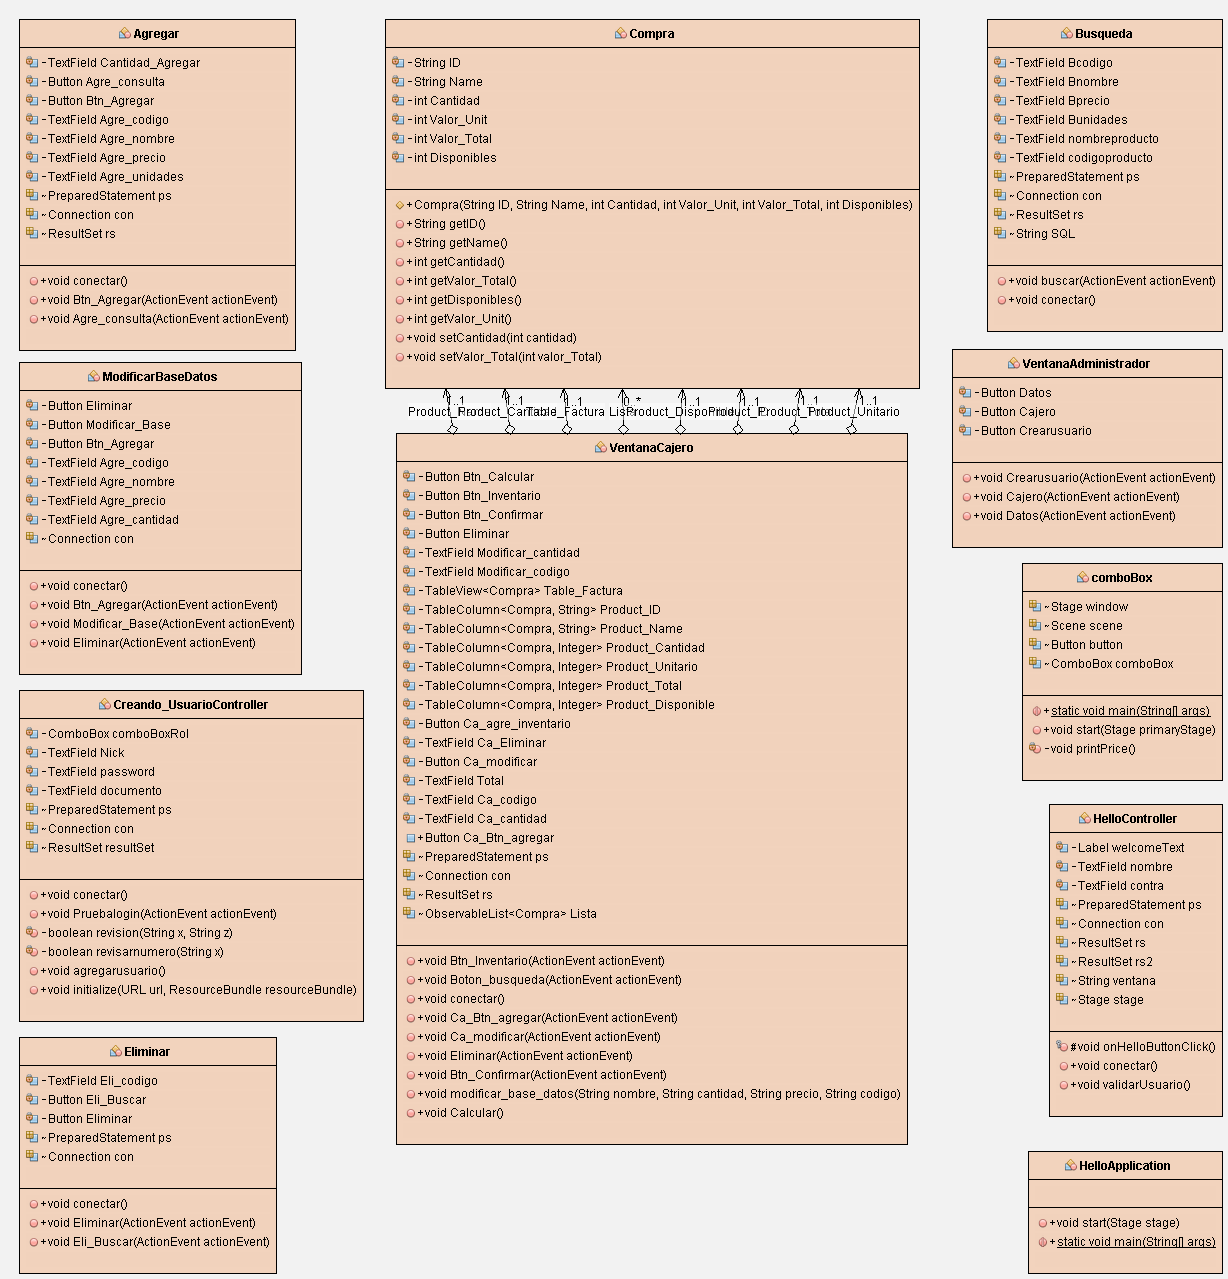 Agregar
-TextField Cantidad_Agregar
-Button Agre_consulta
-Button Btn_Agregar
-TextField Agre_codigo
-TextField Agre_nombre
-TextField Agre_precio
-TextField Agre_unidades
~PreparedStatement ps
~Connection con
~ResultSet rs
+void conectar()
+void Btn_Agregar(ActionEvent actionEvent)
+void Agre_consulta(ActionEvent actionEvent)
ModificarBaseDatos
-Button Eliminar
-Button Modificar_Base
-Button Btn_Agregar
-TextField Agre_codigo
-TextField Agre_nombre
-TextField Agre_precio
-TextField Agre_cantidad
~Connection con
+void conectar()
+void Btn_Agregar(ActionEvent actionEvent)
+void Modificar_Base(ActionEvent actionEvent)
+void Eliminar(ActionEvent actionEvent)
Creando_UsuarioController
-ComboBox comboBoxRol
-TextField Nick
-TextField password
-TextField documento
~PreparedStatement ps
~Connection con
~ResultSet resultSet
+void conectar()
+void Pruebalogin(ActionEvent actionEvent)
-boolean revision(String x, String z)
-boolean revisarnumero(String x)
+void agregarusuario()
+void initialize(URL url, ResourceBundle resourceBundle)
Eliminar
-TextField Eli_codigo
-Button Eli_Buscar
-Button Eliminar
~PreparedStatement ps
~Connection con
+void conectar()
+void Eliminar(ActionEvent actionEvent)
+void Eli_Buscar(ActionEvent actionEvent)
Compra
-String ID
-String Name
-int Cantidad
-int Valor_Unit
-int Valor_Total
-int Disponibles
+Compra(String ID, String Name, int Cantidad, int Valor_Unit, int Valor_Total, int Disponibles)
+String getID()
+String getName()
+int getCantidad()
+int getValor_Total()
+int getDisponibles()
+int getValor_Unit()
+void setCantidad(int cantidad)
+void setValor_Total(int valor_Total)
1..1 1..1 1..1 0..* 1..1 1..1 1..1 1..1
Table_Factura Product_Unitario
VentanaCajero
-Button Btn_Calcular
-Button Btn_Inventario
-Button Btn_Confirmar
-Button Eliminar
-TextField Modificar_cantidad
-TextField Modificar_codigo
-TableView<Compra> Table_Factura
-TableColumn<Compra, String> Product_ID
-TableColumn<Compra, String> Product_Name
-TableColumn<Compra, Integer> Product_Cantidad
-TableColumn<Compra, Integer> Product_Unitario
-TableColumn<Compra, Integer> Product_Total
-TableColumn<Compra, Integer> Product_Disponible
-Button Ca_agre_inventario
-TextField Ca_Eliminar
-Button Ca_modificar
-TextField Total
-TextField Ca_codigo
-TextField Ca_cantidad
+Button Ca_Btn_agregar
~PreparedStatement ps
~Connection con
~ResultSet rs
~ObservableList<Compra> Lista
+void Btn_Inventario(ActionEvent actionEvent)
+void Boton_busqueda(ActionEvent actionEvent)
+void conectar()
+void Ca_Btn_agregar(ActionEvent actionEvent)
+void Ca_modificar(ActionEvent actionEvent)
+void Eliminar(ActionEvent actionEvent)
+void Btn_Confirmar(ActionEvent actionEvent)
+void modificar_base_datos(String nombre, String cantidad, String precio, String codigo)
+void Calcular()
Busqueda
-TextField Bcodigo
-TextField Bnombre
-TextField Bprecio
-TextField Bunidades
-TextField nombreproducto
-TextField codigoproducto
~PreparedStatement ps
~Connection con
~ResultSet rs
~String SQL
+void buscar(ActionEvent actionEvent)
+void conectar()
VentanaAdministrador
-Button Datos
-Button Cajero
-Button Crearusuario
+void Crearusuario(ActionEvent actionEvent)
+void Cajero(ActionEvent actionEvent)
+void Datos(ActionEvent actionEvent)
comboBox
~Stage window
~Scene scene
~Button button
~ComboBox comboBox
+static void main(String[] args)
+void start(Stage primaryStage)
-void printPrice()
HelloController
-Label welcomeText
-TextField nombre
-TextField contra
~PreparedStatement ps
~Connection con
~ResultSet rs
~ResultSet rs2
~String ventana
~Stage stage
#void onHelloButtonClick()
+void conectar()
+void validarUsuario()
HelloApplication
+void start(Stage stage)
+static void main(String[] args)